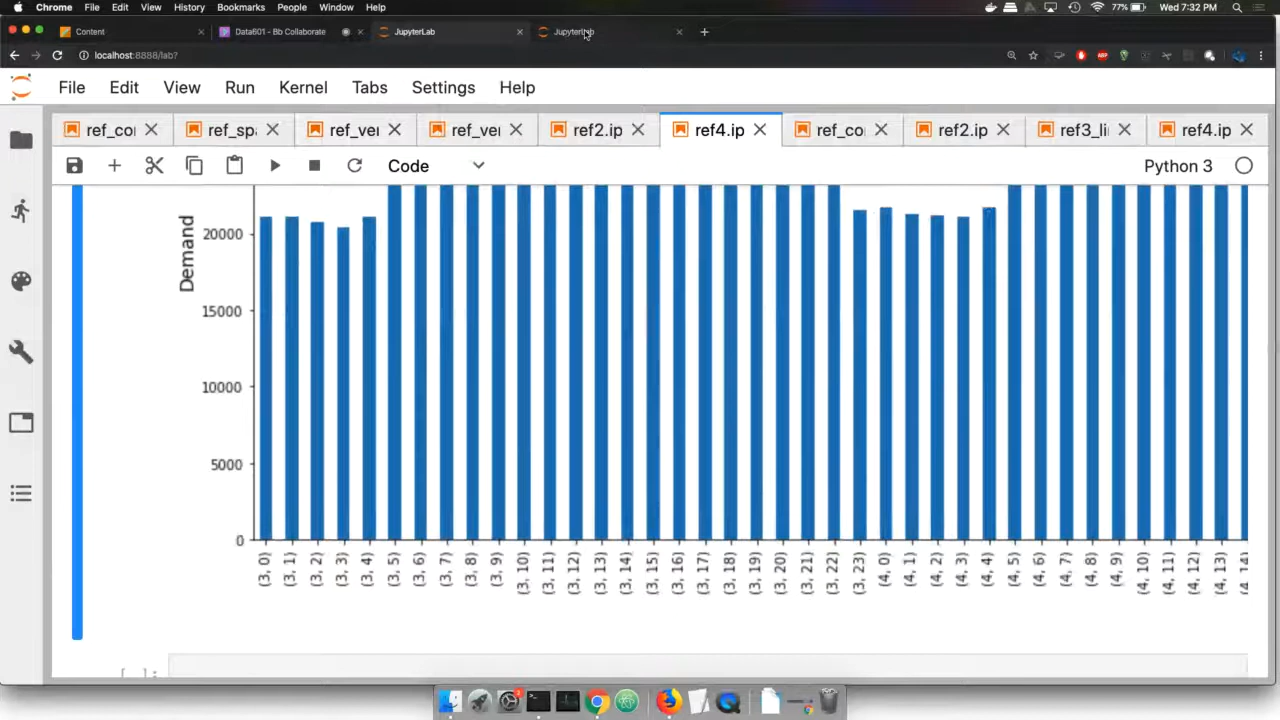 Chrome File Edit View History Bookmarks People Window Help 77% Wed 7:32 PM
Content Data601 - Bb Collaborate JupyterLab JupyterLab
localhost:8888/lab?
File Edit View Run Kernel Tabs Settings Help
ref_coi ref_spa ref_vei ref_vei ref2.ip ref4.ip ref_co ref2.ip ref3_li ref4.ip
Code Python 3
Demand
20000
15000
10000
5000
0
(3, 0) (3, 1) (3, 2) (3, 3) (3, 4) (3, 5) (3, 6) (3, 7) (3, 8) (3, 9) (3, 10) (3, 11) (3, 12) (3, 13) (3, 14) (3, 15) (3, 16) (3, 17) (3, 18) (3, 19) (3, 20) (3, 21) (3, 22) (3, 23) (4, 0) (4, 1) (4, 2) (4, 3) (4, 4) (4, 5) (4, 6) (4, 7) (4, 8) (4, 9) (4, 10) (4, 11) (4, 12) (4, 13) (4, 14)
[ ]: